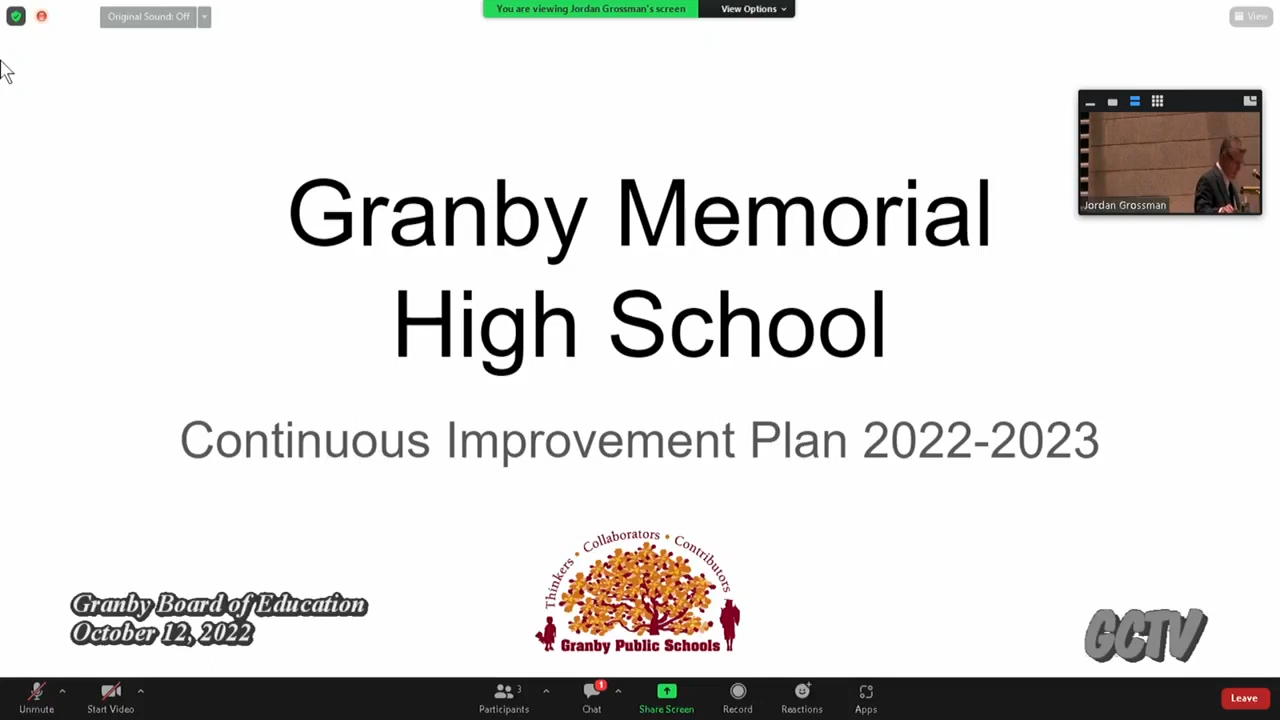 Original Sound: Off
You are viewing Jordan Grossman's screen
View Options
View
Jordan Grossman
Granby Memorial
High School
Continuous Improvement Plan 2022-2023
Thinkers • Collaborators • Contributors
Granby Public Schools
Granby Board of Education
October 12, 2022
GCTV
Unmute
Start Video
3
Participants
1
Chat
Share Screen
Record
Reactions
Apps
Leave